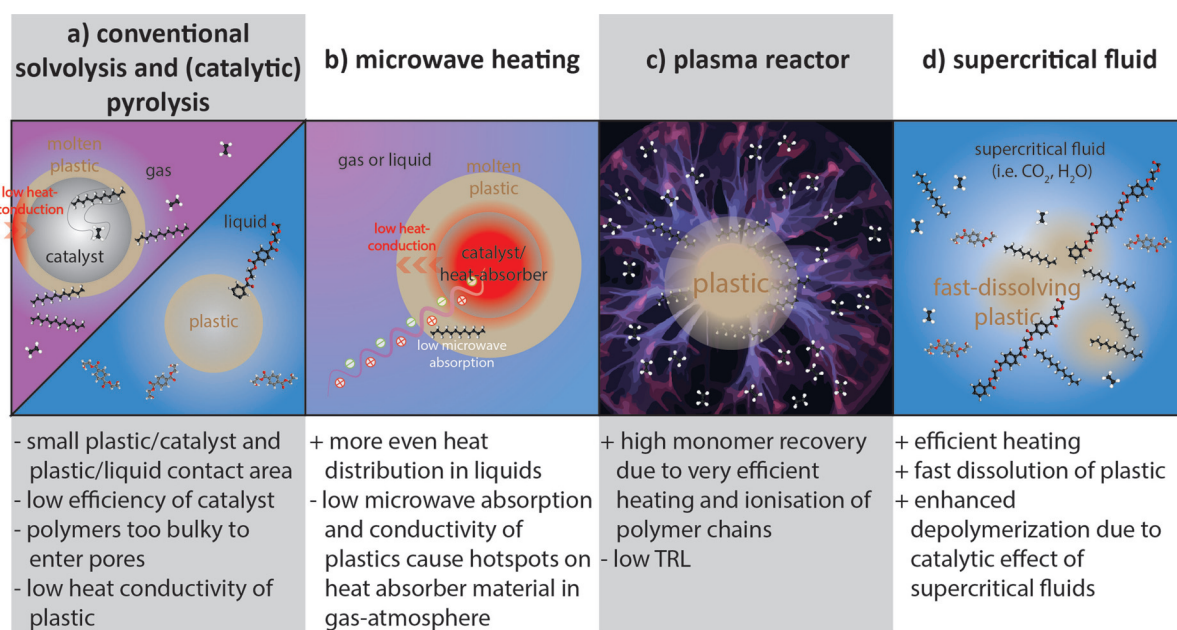 a) conventional
solvolysis and (catalytic)
pyrolysis
molten
plastic
gas
low heat-
conduction
catalyst
liquid
plastic
- small plastic/catalyst and
plastic/liquid contact area
- low efficiency of catalyst
- polymers too bulky to
enter pores
- low heat conductivity of
plastic
b) microwave heating
gas or liquid
molten
plastic
low heat-
conduction
catalyst/
heat-absorber
low microwave
absorption
+ more even heat
distribution in liquids
- low microwave absorption
and conductivity of
plastics cause hotspots on
heat absorber material in
gas-atmosphere
c) plasma reactor
plastic
+ high monomer recovery
due to very efficient
heating and ionisation of
polymer chains
- low TRL
d) supercritical fluid
supercritical fluid
(i.e. CO₂, H₂O)
fast-dissolving
plastic
+ efficient heating
+ fast dissolution of plastic
+ enhanced
depolymerization due to
catalytic effect of
supercritical fluids